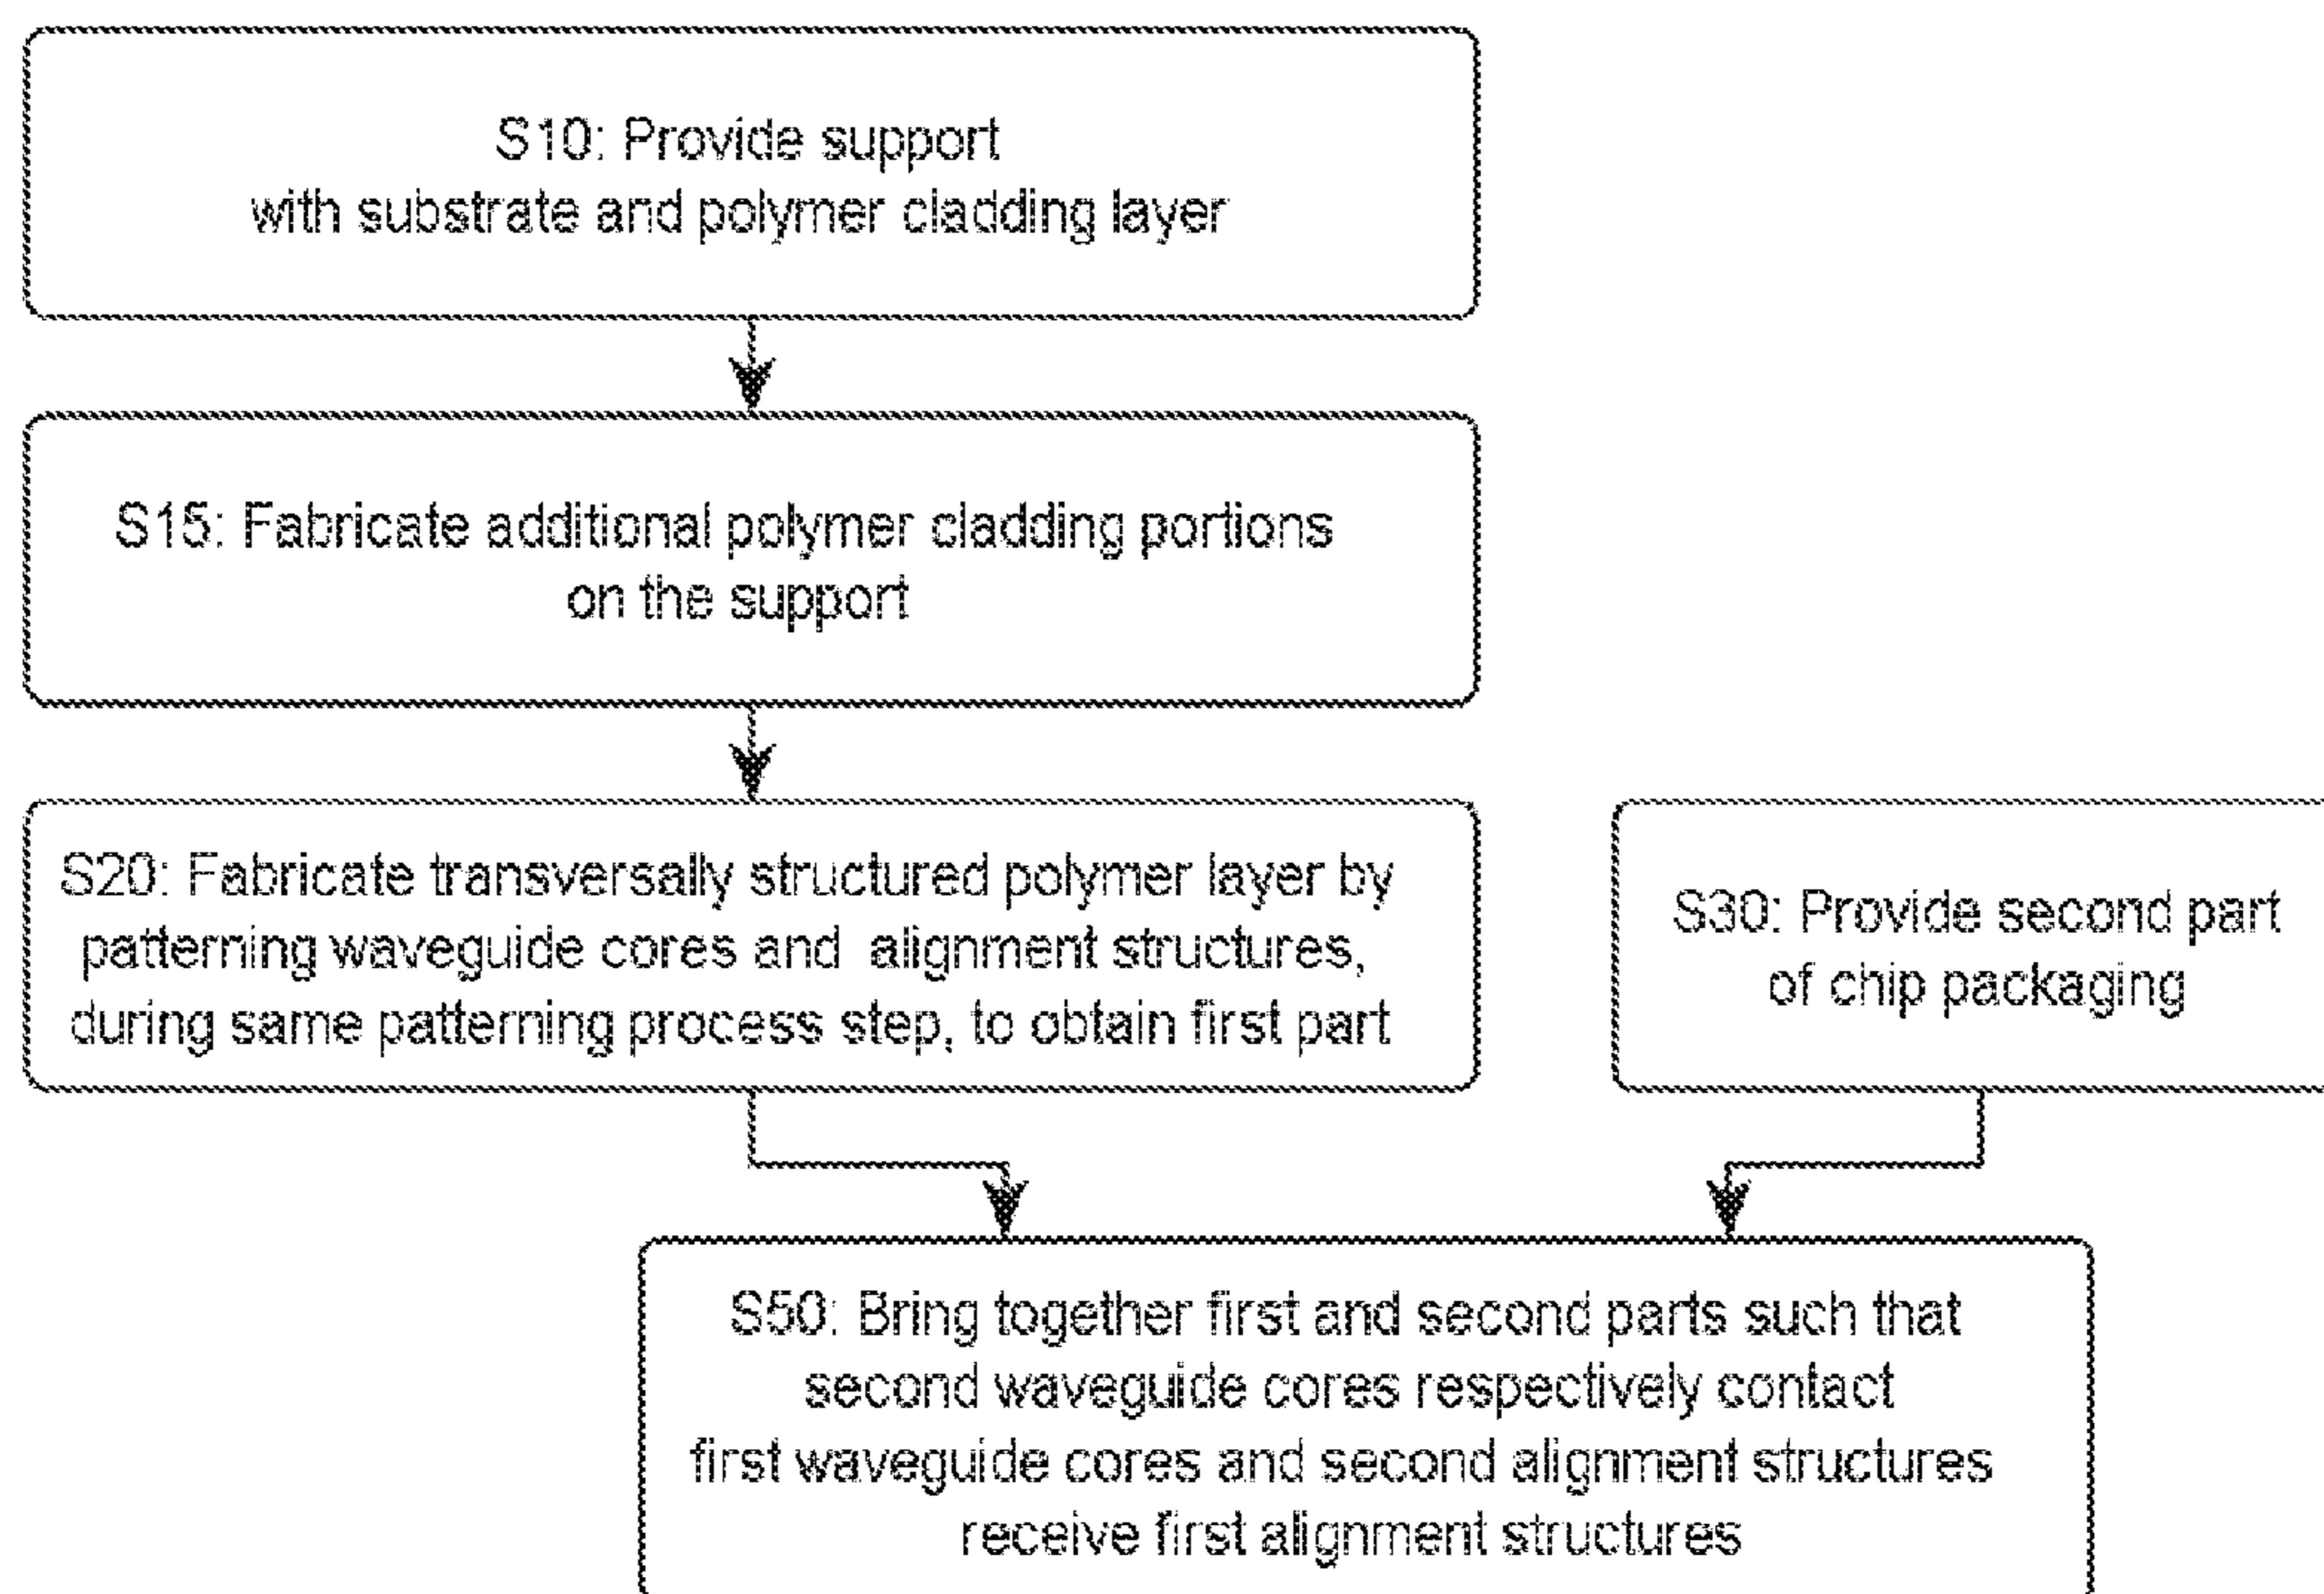 S10: Provide support
with substrate and polymer cladding layer
S15: Fabricate additional polymer cladding portions
on the support
S20: Fabricate transversally structured polymer layer by
patterning waveguide cores and alignment structures,
during same patterning process step, to obtain first part
S30: Provide second part
of chip packaging
S50: Bring together first and second parts such that
second waveguide cores respectively contact
first waveguide cores and second alignment structures
receive first alignment structures